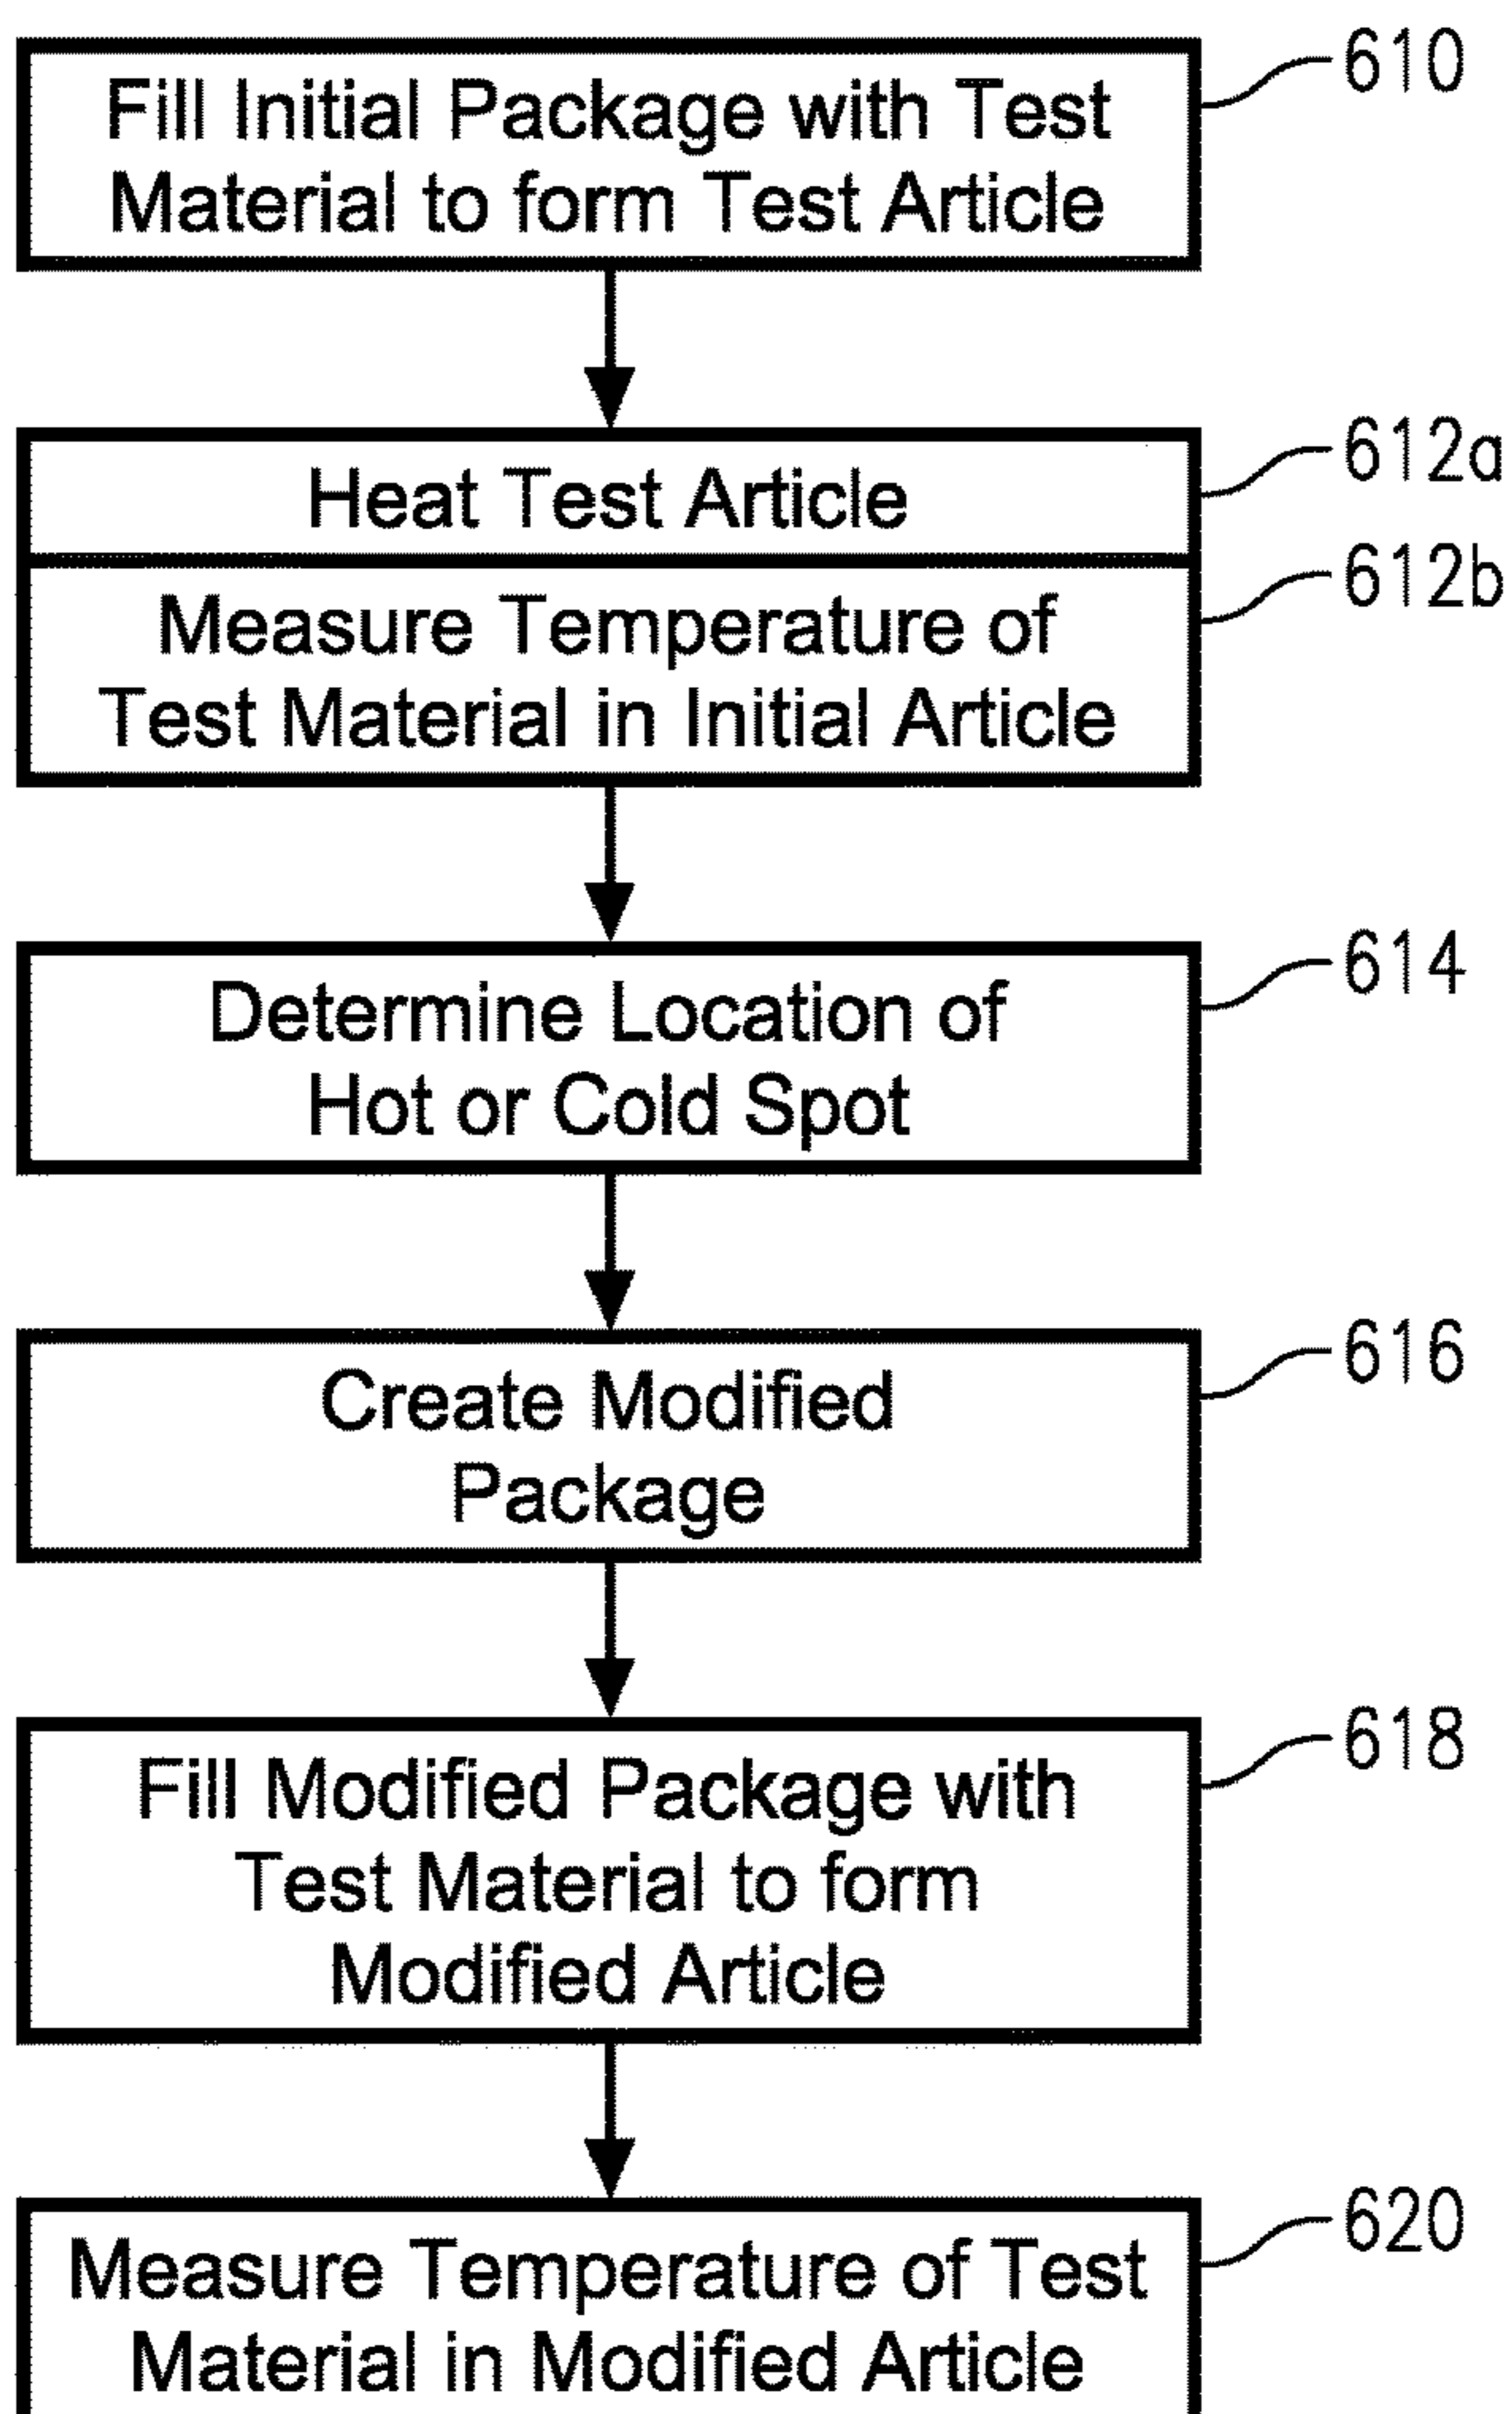 Fill Initial Package with Test
Material to form Test Article
610
Heat Test Article
612a
Measure Temperature of
Test Material in Initial Article
612b
Determine Location of
Hot or Cold Spot
614
Create Modified
Package
616
Fill Modified Package with
Test Material to form
Modified Article
618
Measure Temperature of Test
Material in Modified Article
620